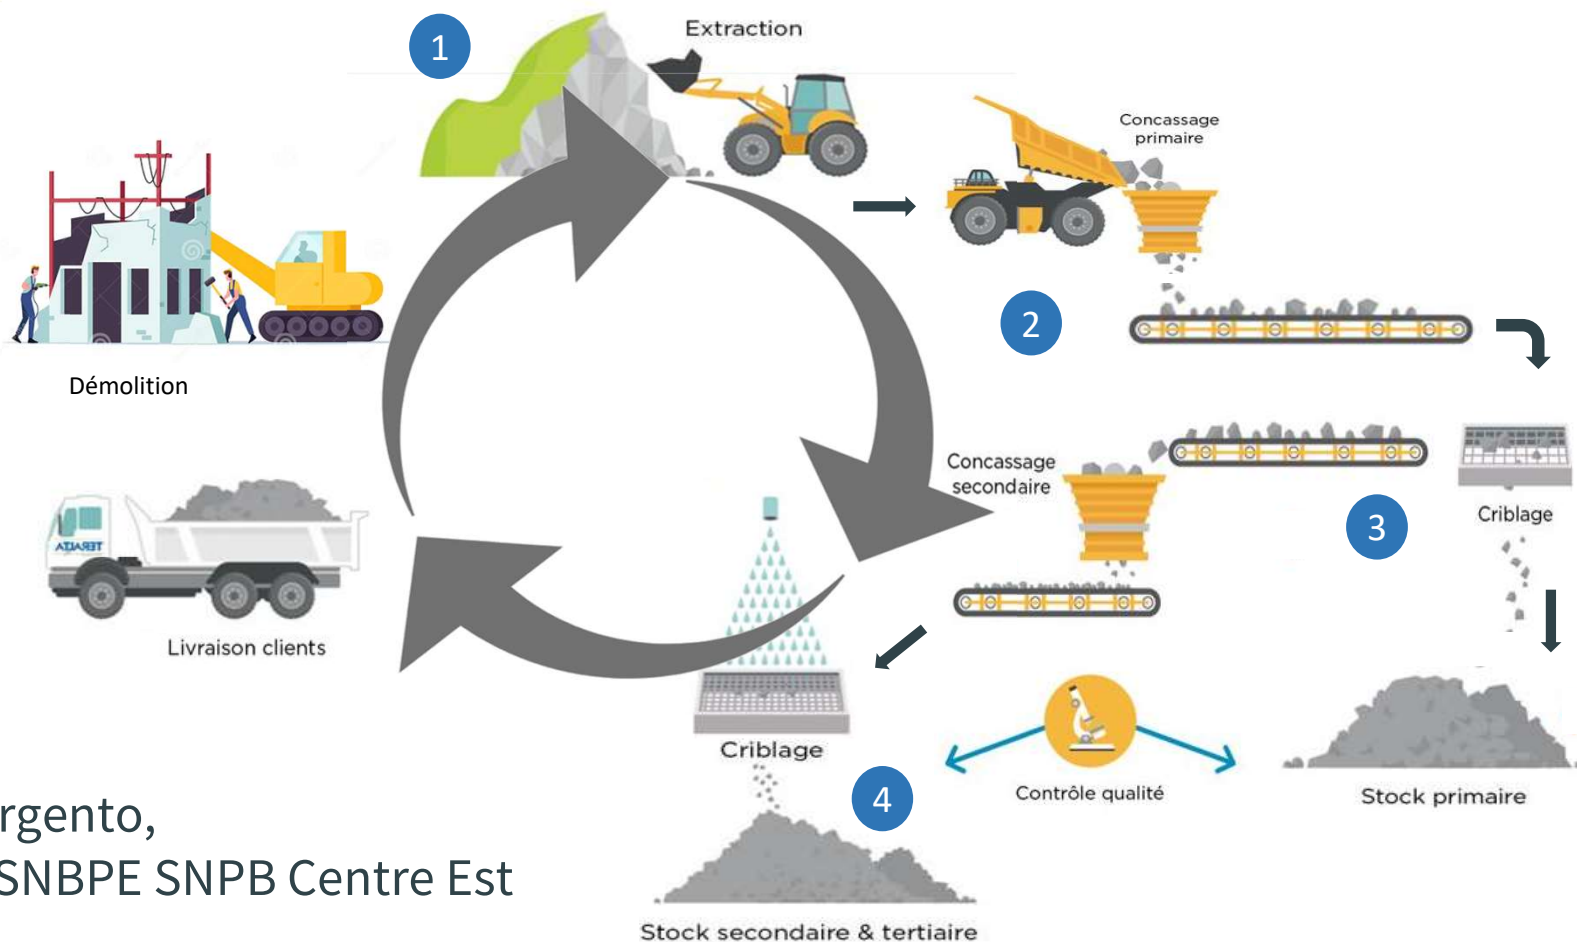 1
Extraction
Concassage
primaire
2
Démolition
Concassage
secondaire
3
Criblage
TERALTA
Livraison clients
Criblage
4
Contrôle qualité
Stock primaire
rgento,
SNBPE SNPB Centre Est
Stock secondaire & tertiaire